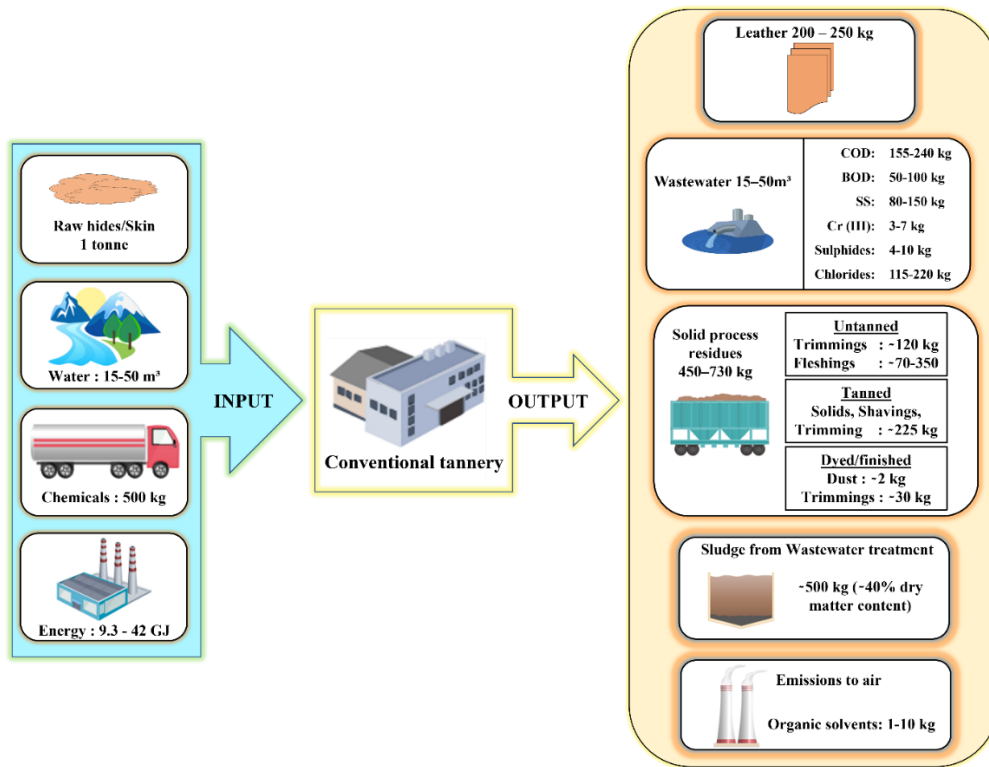 Raw hides/Skin
1 tonne
Water : 15-50 m³
Chemicals : 500 kg
Energy : 9.3 - 42 GJ
INPUT
Conventional tannery
OUTPUT
Leather 200 – 250 kg
Wastewater 15–50m³
COD: 155-240 kg
BOD: 50-100 kg
SS: 80-150 kg
Cr (III): 3-7 kg
Sulphides: 4-10 kg
Chlorides: 115-220 kg
Solid process
residues
450–730 kg
Untanned
Trimmings : ~120 kg
Fleshings : ~70-350
Tanned
Solids, Shavings,
Trimming : ~225 kg
Dyed/finished
Dust : ~2 kg
Trimmings : ~30 kg
Sludge from Wastewater treatment
~500 kg (~40% dry
matter content)
Emissions to air
Organic solvents: 1-10 kg